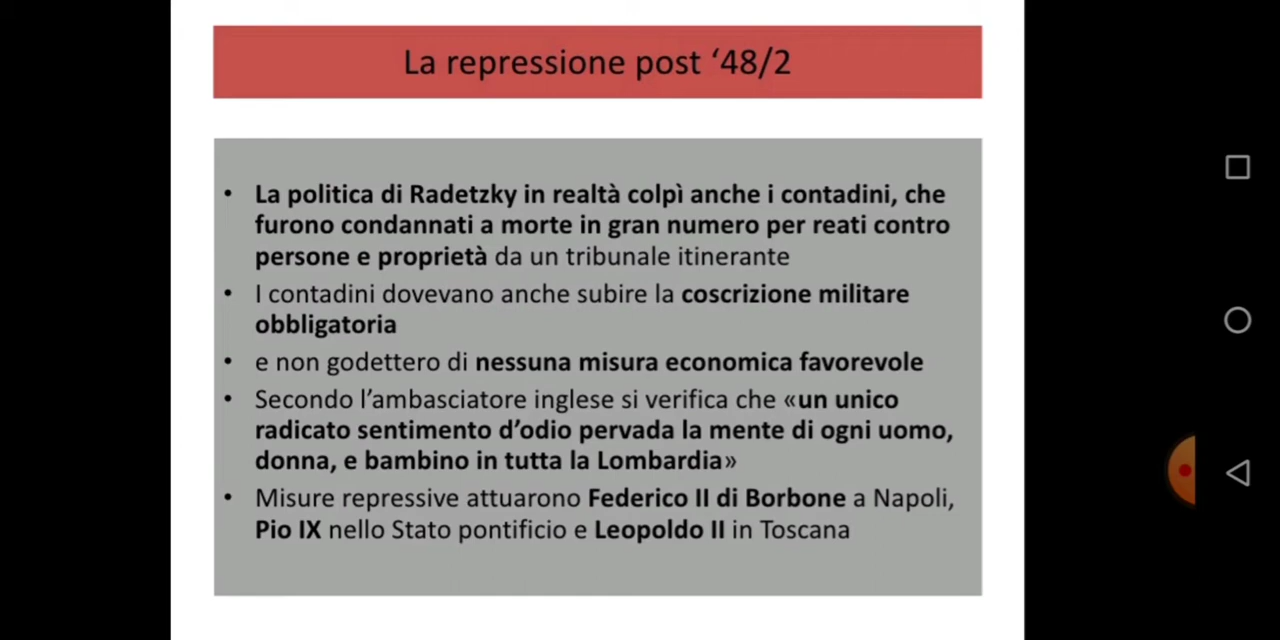 La repressione post ‘48/2
• La politica di Radetzky in realtà colpì anche i contadini, che
furono condannati a morte in gran numero per reati contro
persone e proprietà da un tribunale itinerante
• I contadini dovevano anche subire la coscrizione militare
obbligatoria
• e non godettero di nessuna misura economica favorevole
• Secondo l’ambasciatore inglese si verifica che «un unico
radicato sentimento d’odio pervada la mente di ogni uomo,
donna, e bambino in tutta la Lombardia»
• Misure repressive attuarono Federico II di Borbone a Napoli,
Pio IX nello Stato pontificio e Leopoldo II in Toscana